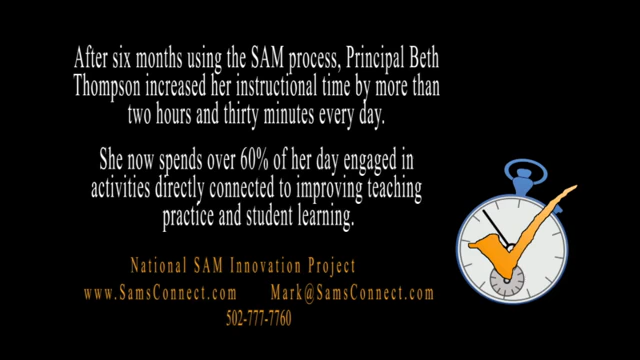 After six months using the SAM process, Principal Beth
Thompson increased her instructional time by more than
two hours and thirty minutes every day.
She now spends over 60% of her day engaged in
activities directly connected to improving teaching
practice and student learning.
National SAM Innovation Project
www.SamsConnect.com Mark@SamsConnect.com
502-777-7760